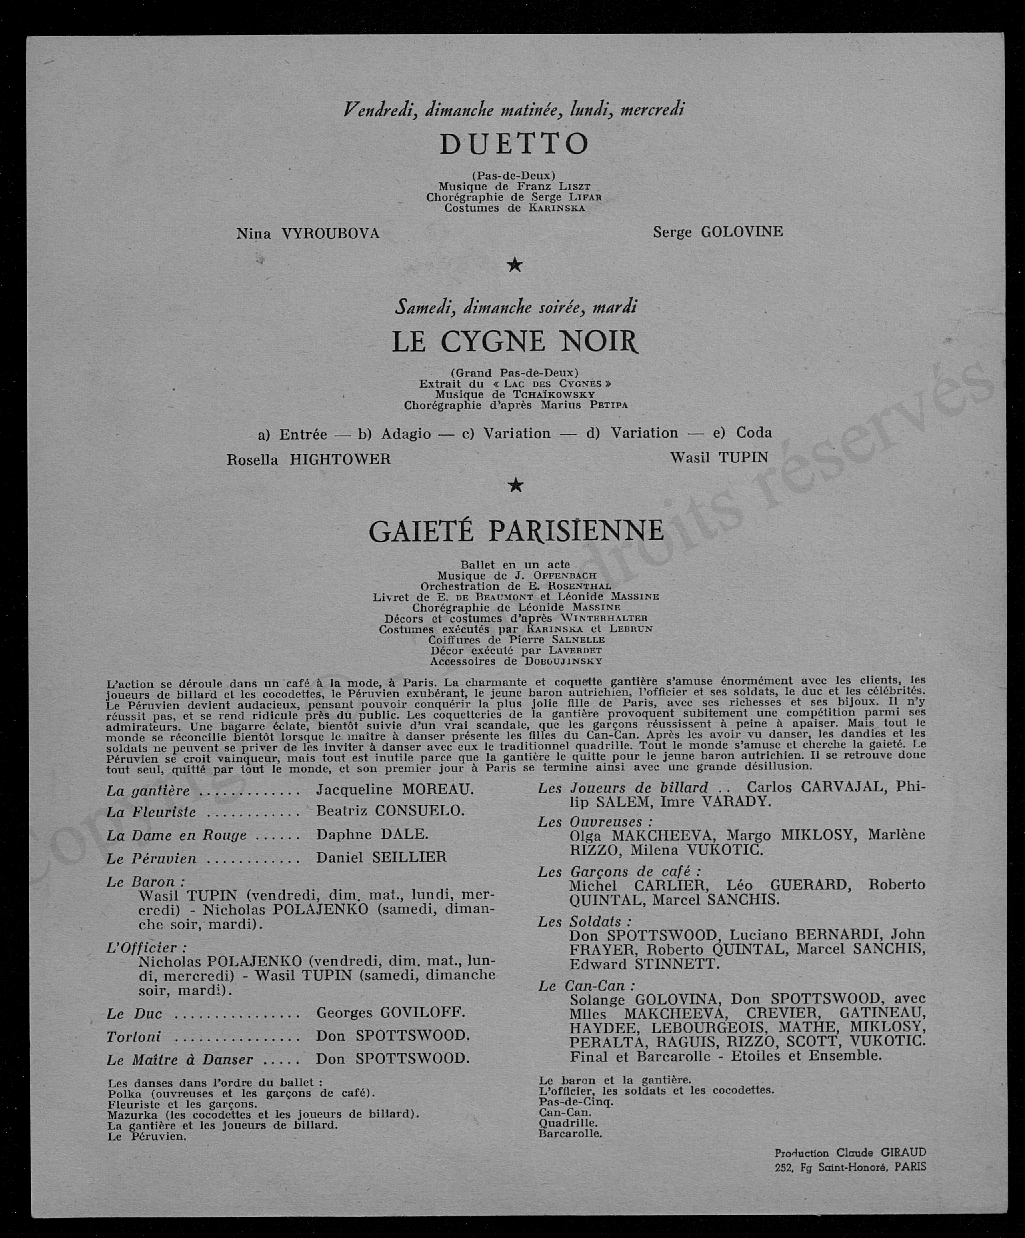 Vendredi, dimanche matinée, lundi, mercredi
DUETTO
(Pas-de-Deux)
Musique de Franz LISZT
Chorégraphie de Serge LIFAR
Costumes de KARINSKA
Nina VYROUBOVA
Serge GOLOVINE
★
Samedi, dimanche soirée, mardi
LE CYGNE NOIR
(Grand Pas-de-Deux)
Extrait du « LAC DES CYGNES »
Musique de TCHAÏKOWSKY
Chorégraphie d'après Marius PETIPA
a) Entrée — b) Adagio — c) Variation — d) Variation — e) Coda
Rosella HIGHTOWER
Wasil TUPIN
★
GAIETÉ PARISIENNE
Ballet en un acte
Musique de J. OFFENBACH
Orchestration de E. ROSENTHAL
Livret de E. DE BEAUMONT et Léonide MASSINE
Chorégraphie de Léonide MASSINE
Décors et costumes d'après WINTERHALTER
Costumes exécutés par KARINSKA et LEBRUN
Coiffures de Pierre SALNELLE
Décor exécuté par LAVERDET
Accessoires de DOBOUJINSKY
L'action se déroule dans un café à la mode, à Paris. La charmante et coquette gantière s'amuse énormément avec les clients, les
joueurs de billard et les cocodettes, le Péruvien exubérant, le jeune baron autrichien, l'officier et ses soldats, le duc et les célébrités.
Le Péruvien devient audacieux, pensant pouvoir conquérir la plus jolie fille de Paris, avec ses richesses et ses bijoux. Il n'y
réussit pas, et se rend ridicule près du public. Les coquetteries de la gantière provoquent subitement une compétition parmi ses
admirateurs. Une bagarre éclate, bientôt suivie d'un vrai scandale, que les garçons réussissent à peine à apaiser. Mais tout le
monde se réconcilie bientôt lorsque le maître à danser présente les filles du Can-Can. Après les avoir vu danser, les dandies et les
soldats ne peuvent se priver de les inviter à danser avec eux le traditionnel quadrille. Tout le monde s'amuse et cherche la gaieté. Le
Péruvien se croit vainqueur, mais tout est inutile parce que la gantière le quitte pour le jeune baron autrichien. Il se retrouve donc
tout seul, quitté par tout le monde, et son premier jour à Paris se termine ainsi avec une grande désillusion.
La gantière ............. Jacqueline MOREAU.
La Fleuriste ............ Beatriz CONSUELO.
La Dame en Rouge ...... Daphne DALE.
Le Péruvien ............ Daniel SEILLIER
Le Baron :
Wasil TUPIN (vendredi, dim. mat., lundi, mer-
credi) - Nicholas POLAJENKO (samedi, diman-
che soir, mardi).
L'Officier :
Nicholas POLAJENKO (vendredi, dim. mat., lun-
di, mercredi) - Wasil TUPIN (samedi, dimanche
soir, mardi).
Le Duc ................ Georges GOVILOFF.
Tortoni ................ Don SPOTTSWOOD.
Le Maître à Danser ..... Don SPOTTSWOOD.
Les danses dans l'ordre du ballet :
Polka (ouvreuses et les garçons de café).
Fleuriste et les garçons.
Mazurka (les cocodettes et les joueurs de billard).
La gantière et les joueurs de billard.
Le Péruvien.
Les Joueurs de billard .. Carlos CARVAJAL, Phi-
lip SALEM, Imre VARADY.
Les Ouvreuses :
Olga MAKCHEEVA, Margo MIKLOSY, Marlène
RIZZO, Milena VUKOTIC.
Les Garçons de café :
Michel CARLIER, Léo GUERARD, Roberto
QUINTAL, Marcel SANCHIS.
Les Soldats :
Don SPOTTSWOOD, Luciano BERNARDI, John
FRAYER, Roberto QUINTAL, Marcel SANCHIS,
Edward STINNETT.
Le Can-Can :
Solange GOLOVINA, Don SPOTTSWOOD, avec
Mlles MAKCHEEVA, CREVIER, GATINEAU,
HAYDEE, LEBOURGEOIS, MATHE, MIKLOSY,
PERALTA, RAGUIS, RIZZO, SCOTT, VUKOTIC.
Final et Barcarolle - Etoiles et Ensemble.
Le baron et la gantière.
L'officier, les soldats et les cocodettes.
Pas-de-Cinq.
Can-Can.
Quadrille.
Barcarolle.
Production Claude GIRAUD
252, Fg Saint-Honoré, PARIS
droits réservés